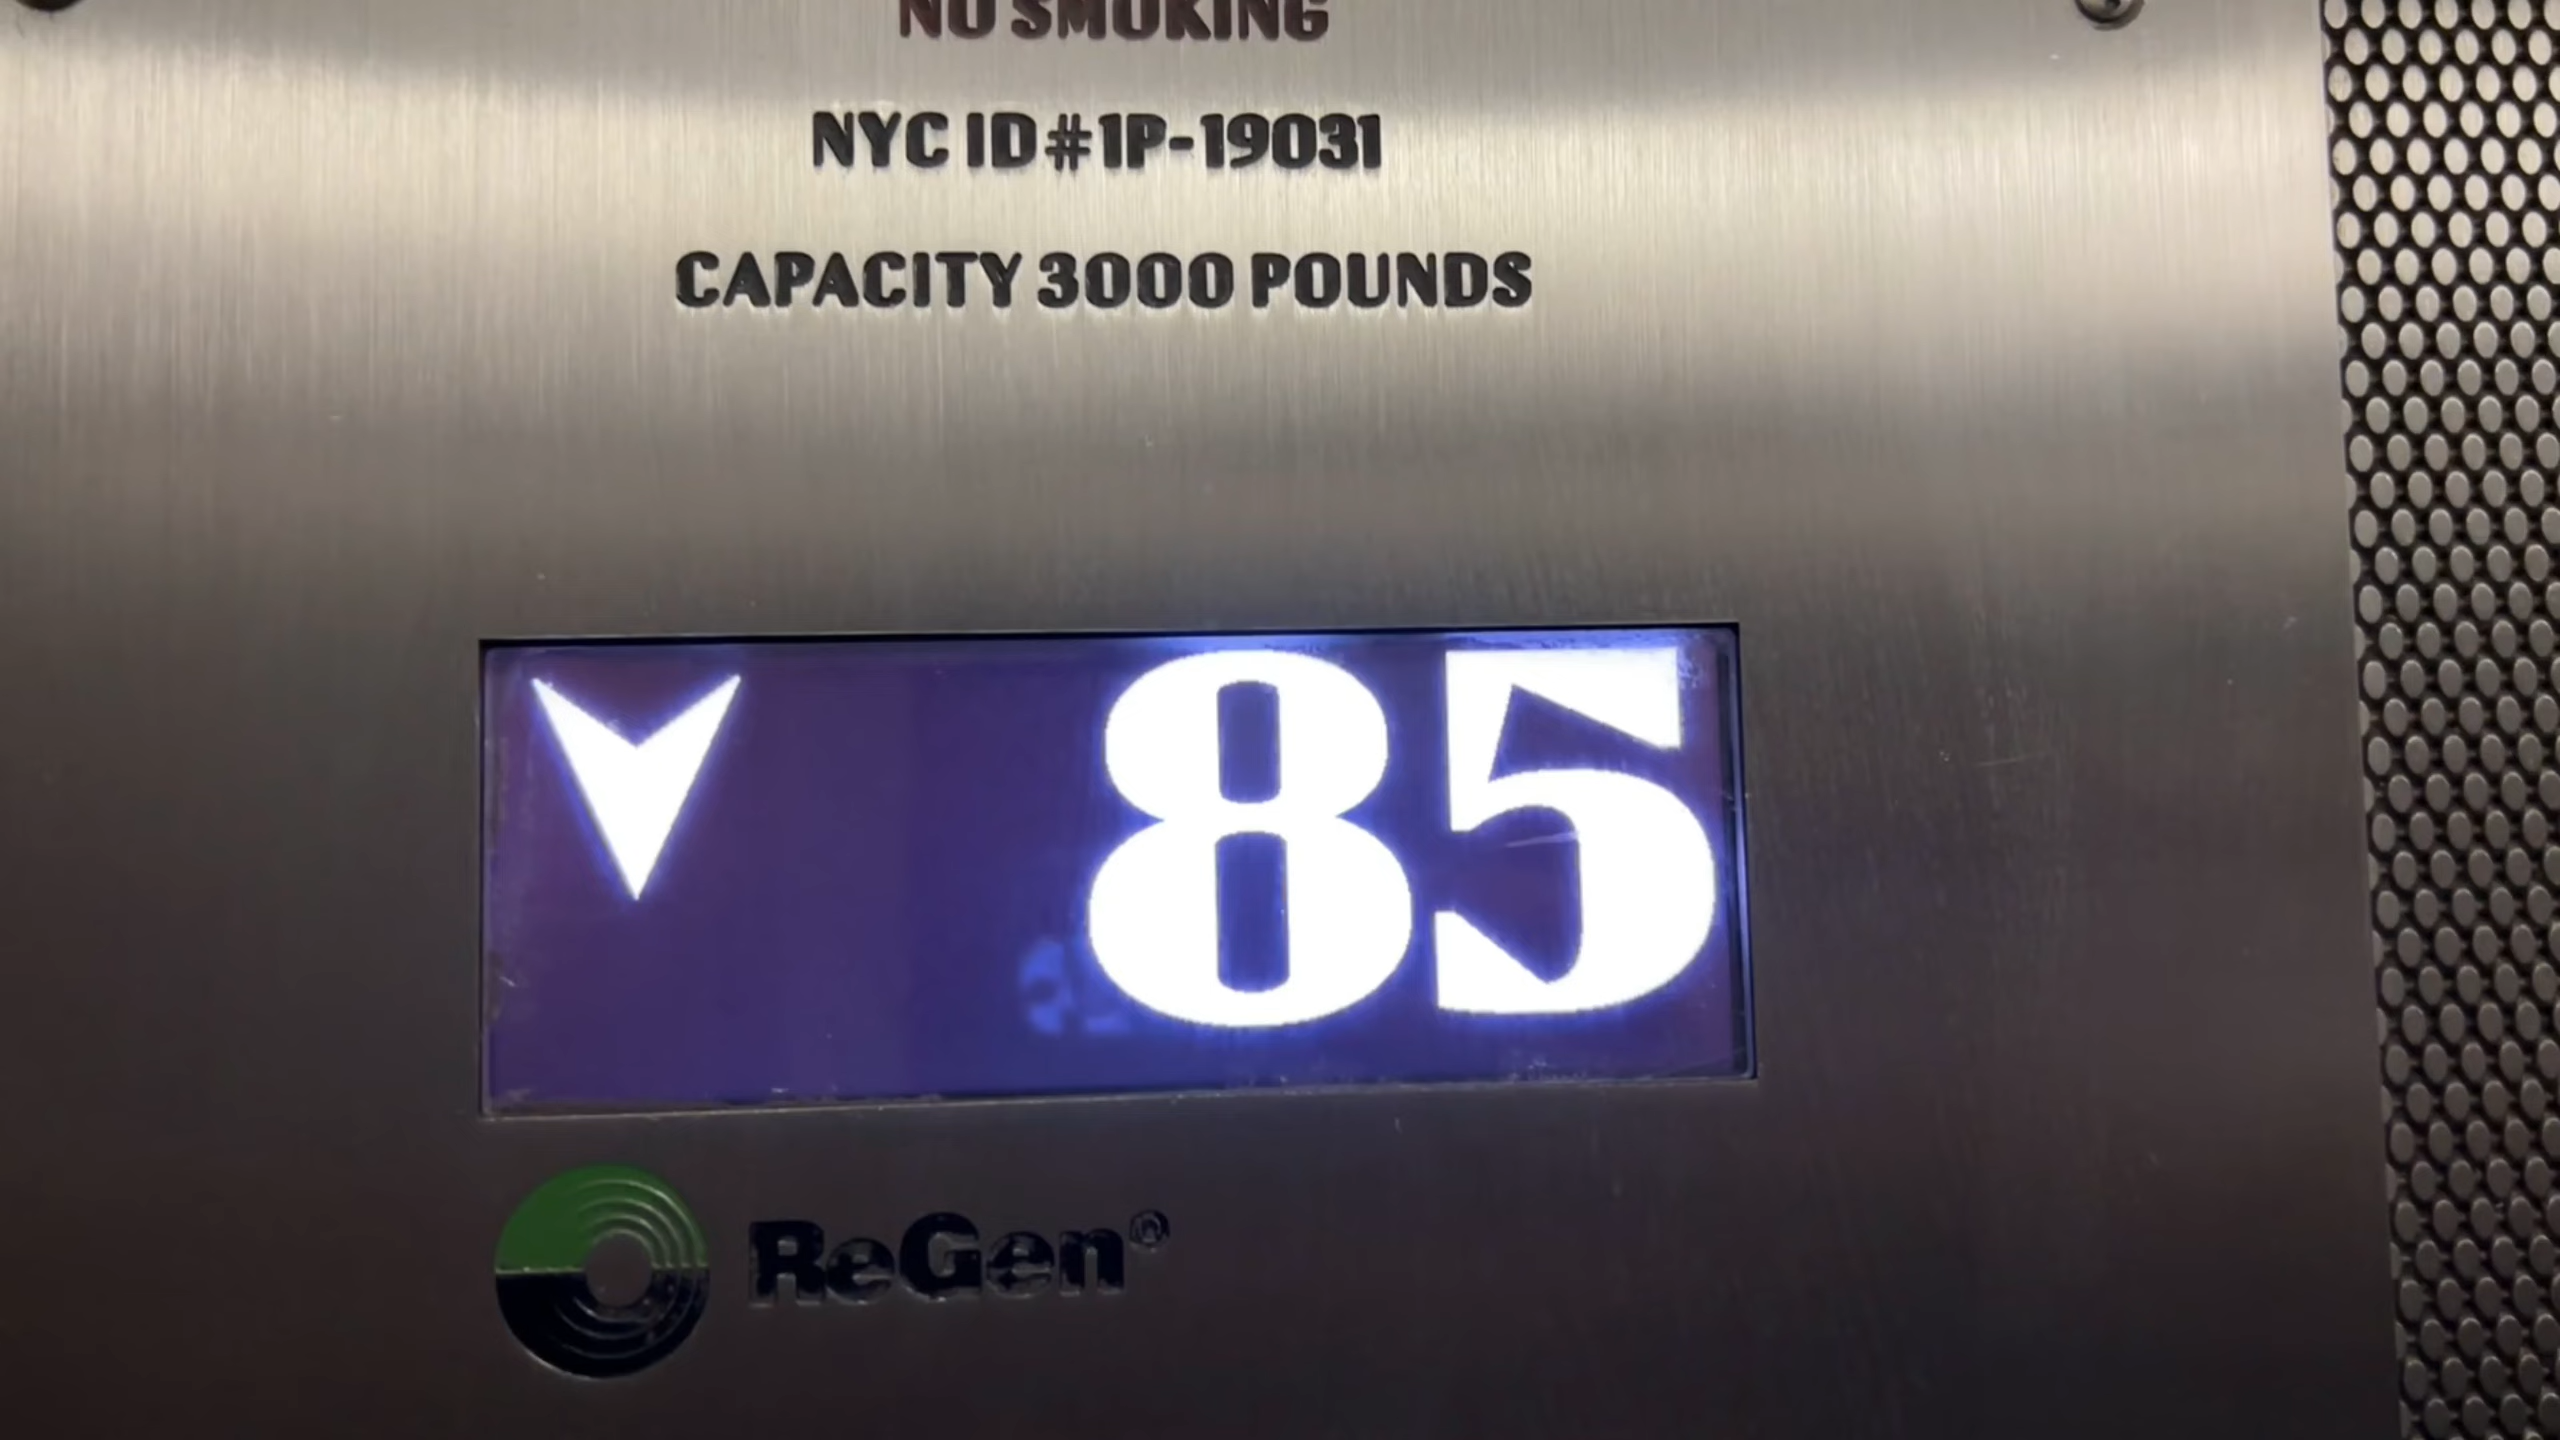 NO SMOKING
NYC ID#1P-19031
CAPACITY 3000 POUNDS
85
ReGen®